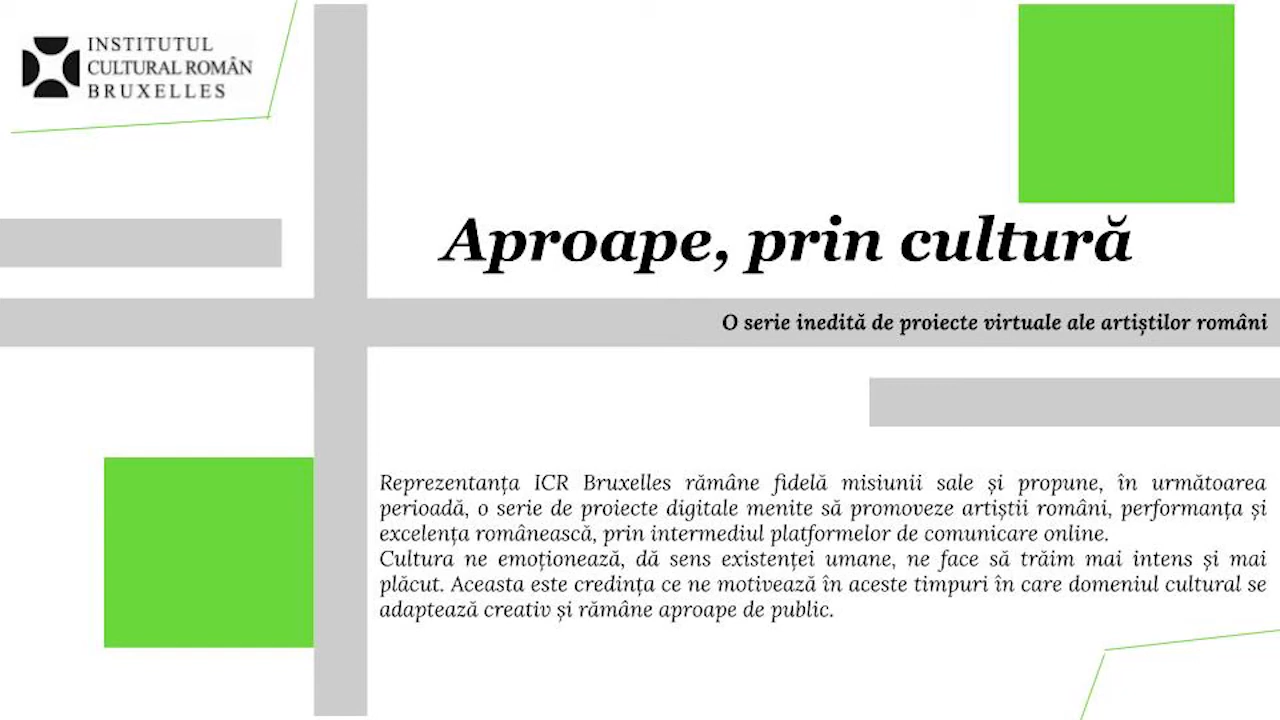 INSTITUTUL
CULTURAL ROMÂN
BRUXELLES
Aproape, prin cultură
O serie inedită de proiecte virtuale ale artiștilor români
Reprezentanța ICR Bruxelles rămâne fidelă misiunii sale și propune, în următoarea
perioadă, o serie de proiecte digitale menite să promoveze artiștii români, performanța și
excelența românească, prin intermediul platformelor de comunicare online.
Cultura ne emoționează, dă sens existenței umane, ne face să trăim mai intens și mai
plăcut. Aceasta este credința ce ne motivează în aceste timpuri în care domeniul cultural se
adaptează creativ și rămâne aproape de public.